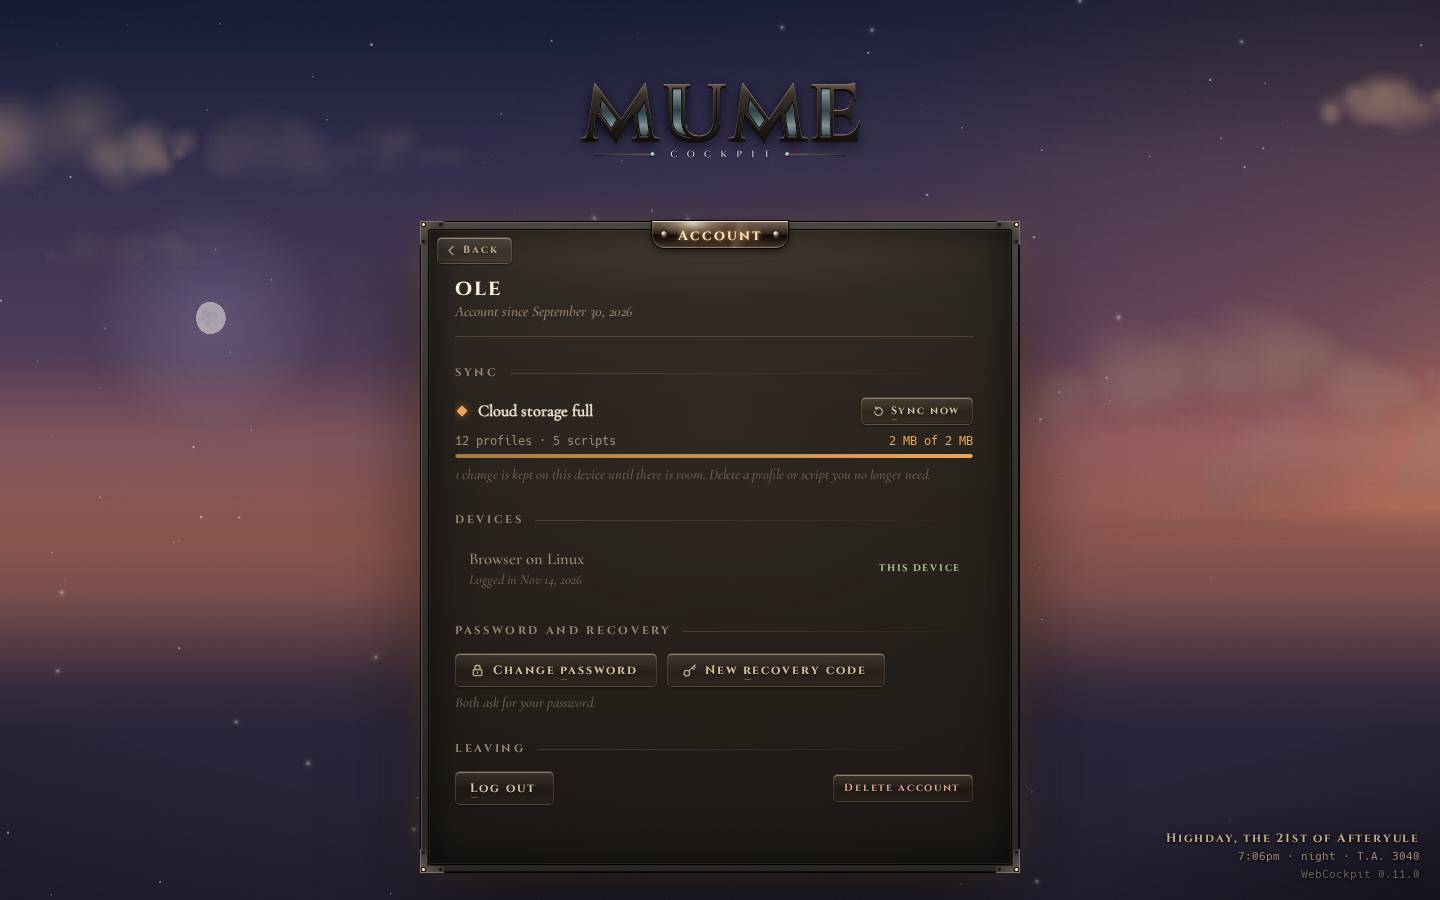 MUME
COCKPIT
Account
Back
OLE
Account since September 30, 2026
SYNC
Cloud storage full
Sync now
12 profiles · 5 scripts
2 MB of 2 MB
1 change is kept on this device until there is room. Delete a profile or script you no longer need.
DEVICES
Browser on Linux
Logged in Nov 14, 2026
THIS DEVICE
PASSWORD AND RECOVERY
Change password
New recovery code
Both ask for your password.
LEAVING
Log out
Delete account
Highday, the 21st of Afteryule
7:06pm · night · T.A. 3040
WebCockpit 0.11.0